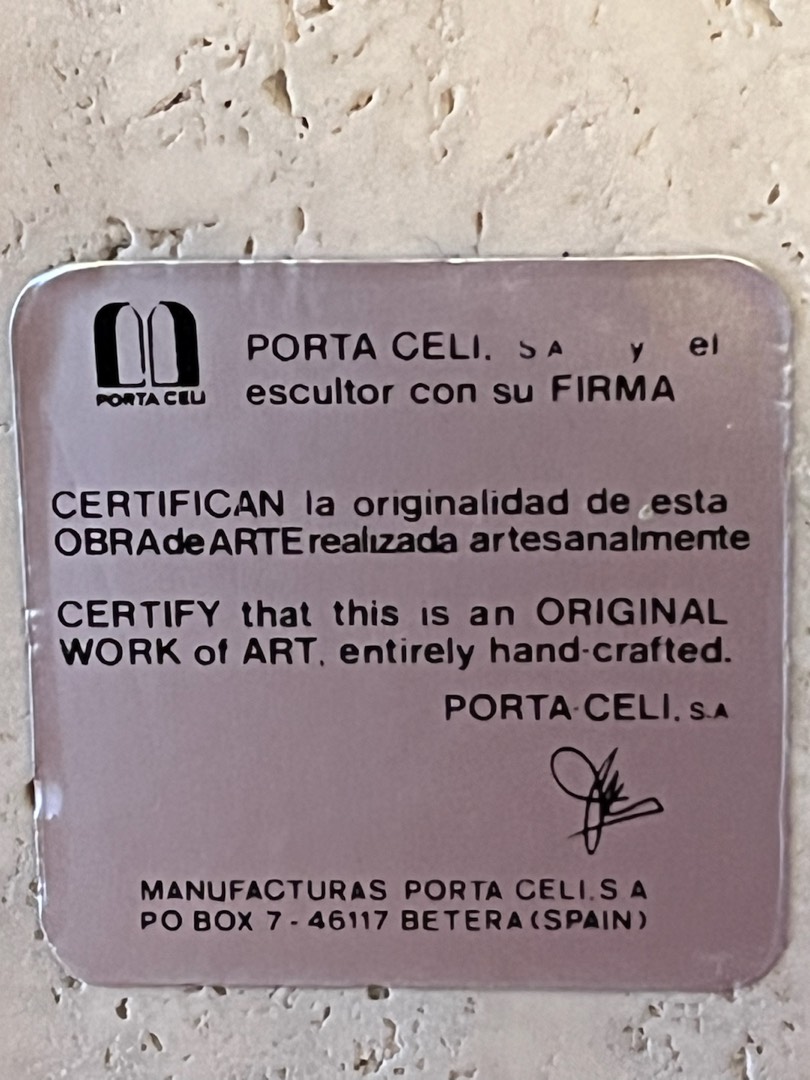 PORTA CELI
PORTA CELI. S A y el
escultor con su FIRMA
CERTIFICAN la originalidad de esta
OBRA de ARTE realizada artesanalmente
CERTIFY that this is an ORIGINAL
WORK of ART, entirely hand-crafted.
PORTA-CELI, S.A
MANUFACTURAS PORTA CELI.S A
PO BOX 7 - 46117 BETERA (SPAIN)